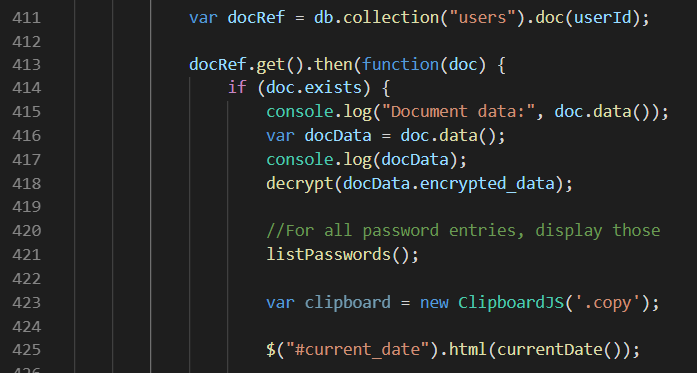 411 var docRef = db.collection("users").doc(userId);
412
413 docRef.get().then(function(doc) {
414 if (doc.exists) {
415 console.log("Document data:", doc.data());
416 var docData = doc.data();
417 console.log(docData);
418 decrypt(docData.encrypted_data);
419
420 //For all password entries, display those
421 listPasswords();
422
423 var clipboard = new ClipboardJS('.copy');
424
425 $("#current_date").html(currentDate());